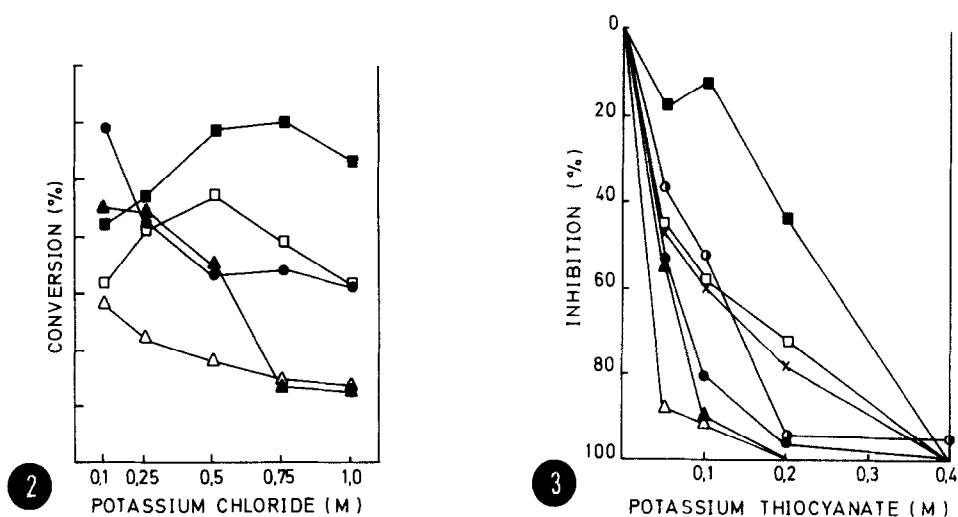 CONVERSION (%)
0,1 0,25 0,5 0,75 1,0
POTASSIUM CHLORIDE (M)
2
INHIBITION (%)
0
20
40
60
80
100
0,1 0,2 0,3 0,4
POTASSIUM THIOCYANATE (M)
3